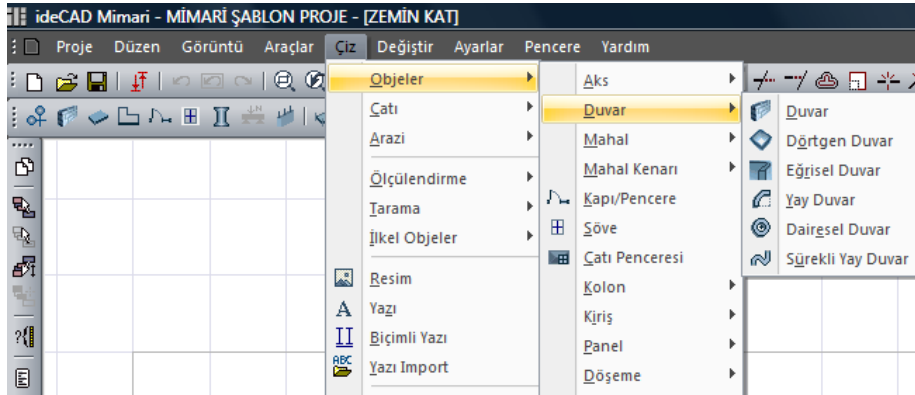 ideCAD Mimari - MİMARİ ŞABLON PROJE - [ZEMİN KAT]
Proje Düzen Görüntü Araçlar Çiz Değiştir Ayarlar Pencere Yardım
Objeler
Çatı
Arazi
Ölçülendirme
Tarama
İlkel Objeler
Resim
A Yazı
Biçimli Yazı
ABC Yazı Import
Aks
Duvar
Mahal
Mahal Kenarı
Kapı/Pencere
Söve
Çatı Penceresi
Kolon
Kiriş
Panel
Döşeme
Duvar
Dörtgen Duvar
Eğrisel Duvar
Yay Duvar
Dairesel Duvar
Sürekli Yay Duvar